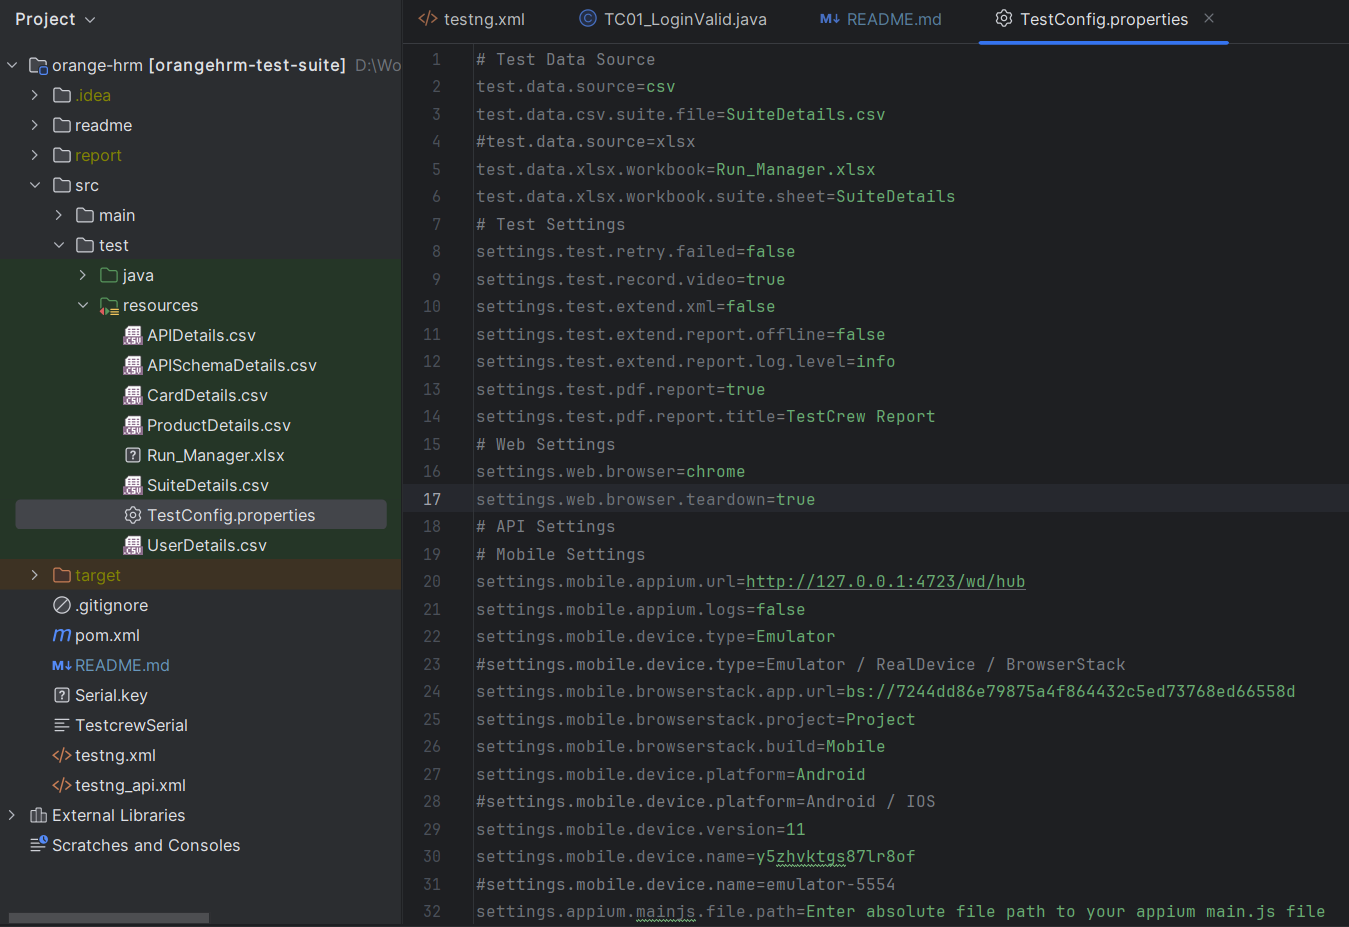 Project
orange-hrm [orangehrm-test-suite] D:\Wo
.idea
readme
report
src
main
test
java
resources
APIDetails.csv
APISchemaDetails.csv
CardDetails.csv
ProductDetails.csv
Run_Manager.xlsx
SuiteDetails.csv
TestConfig.properties
UserDetails.csv
target
.gitignore
pom.xml
README.md
Serial.key
TestcrewSerial
testng.xml
testng_api.xml
External Libraries
Scratches and Consoles
testng.xml TC01_LoginValid.java README.md TestConfig.properties
1 # Test Data Source
2 test.data.source=csv
3 test.data.csv.suite.file=SuiteDetails.csv
4 #test.data.source=xlsx
5 test.data.xlsx.workbook=Run_Manager.xlsx
6 test.data.xlsx.workbook.suite.sheet=SuiteDetails
7 # Test Settings
8 settings.test.retry.failed=false
9 settings.test.record.video=true
10 settings.test.extend.xml=false
11 settings.test.extend.report.offline=false
12 settings.test.extend.report.log.level=info
13 settings.test.pdf.report=true
14 settings.test.pdf.report.title=TestCrew Report
15 # Web Settings
16 settings.web.browser=chrome
17 settings.web.browser.teardown=true
18 # API Settings
19 # Mobile Settings
20 settings.mobile.appium.url=http://127.0.0.1:4723/wd/hub
21 settings.mobile.appium.logs=false
22 settings.mobile.device.type=Emulator
23 #settings.mobile.device.type=Emulator / RealDevice / BrowserStack
24 settings.mobile.browserstack.app.url=bs://7244dd86e79875a4f864432c5ed73768ed66558d
25 settings.mobile.browserstack.project=Project
26 settings.mobile.browserstack.build=Mobile
27 settings.mobile.device.platform=Android
28 #settings.mobile.device.platform=Android / IOS
29 settings.mobile.device.version=11
30 settings.mobile.device.name=y5zhvktgs87lr8of
31 #settings.mobile.device.name=emulator-5554
32 settings.appium.mainjs.file.path=Enter absolute file path to your appium main.js file